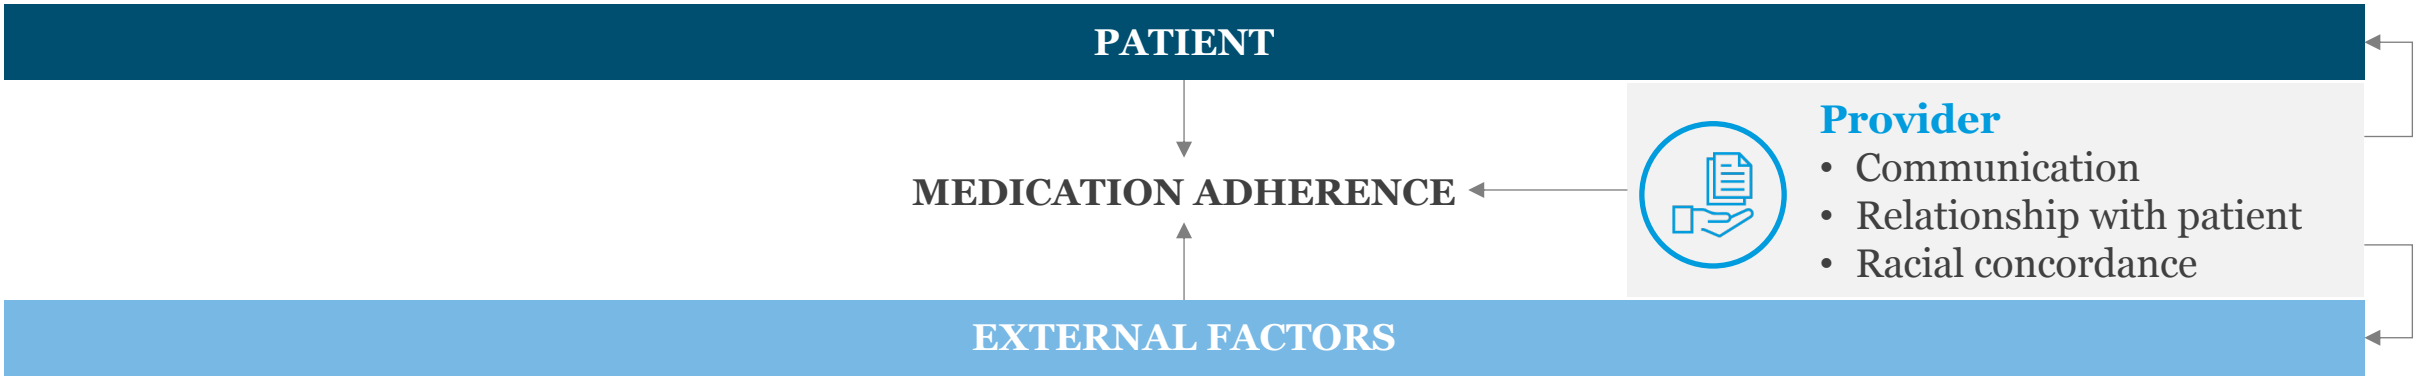 PATIENT
MEDICATION ADHERENCE
Provider
• Communication
• Relationship with patient
• Racial concordance
EXTERNAL FACTORS